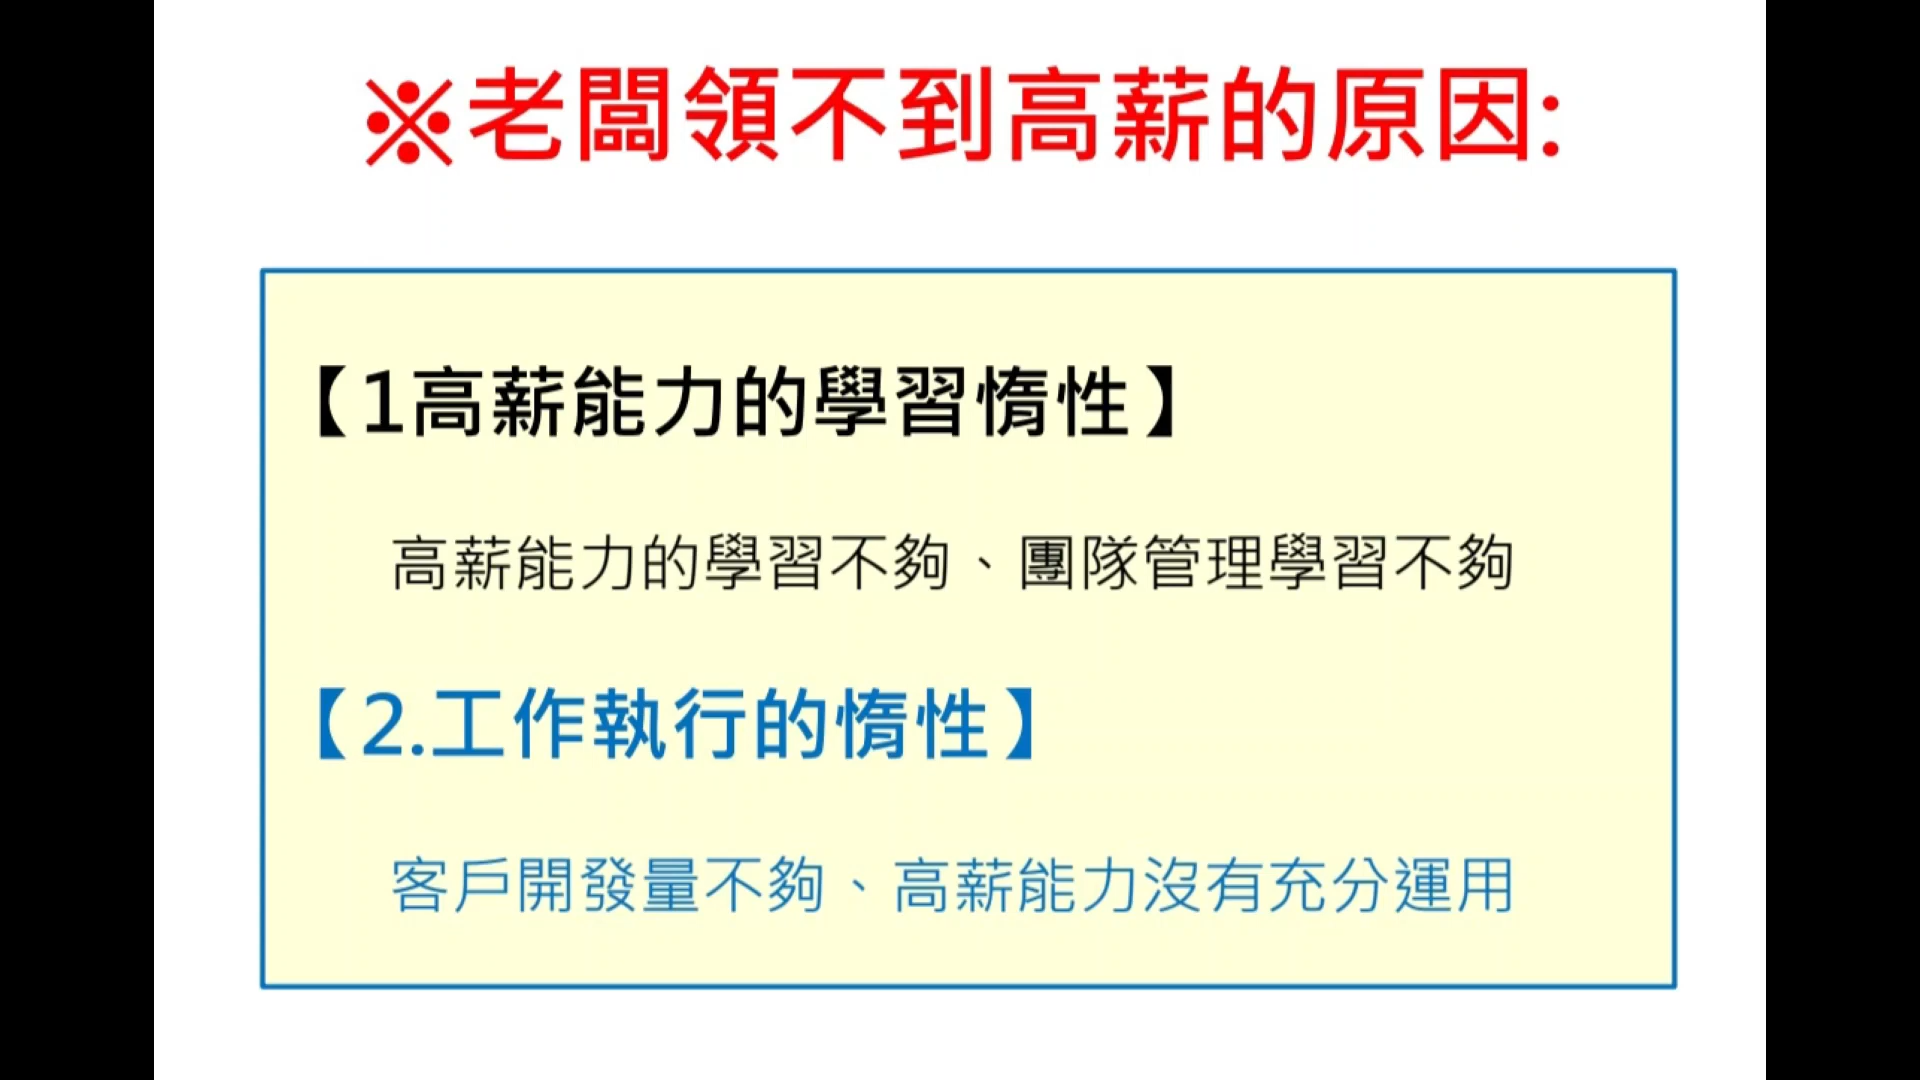 ※老闆領不到高薪的原因:
【1高薪能力的學習惰性】
高薪能力的學習不夠、團隊管理學習不夠
【2.工作執行的惰性】
客戶開發量不夠、高薪能力沒有充分運用